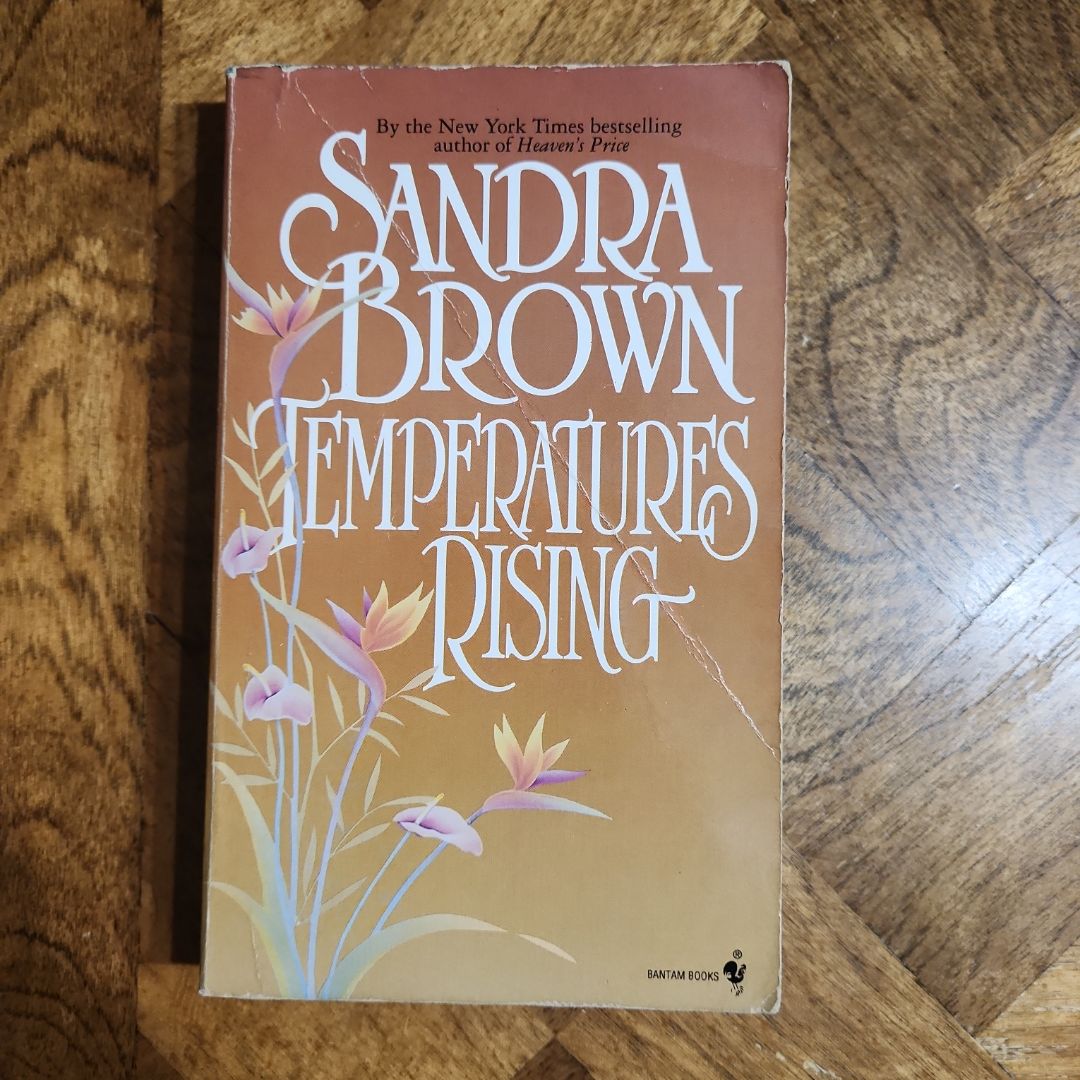 By the New York Times bestselling
author of Heaven's Price
SANDRA
BROWN
TEMPERATURES
RISING
BANTAM BOOKS ®